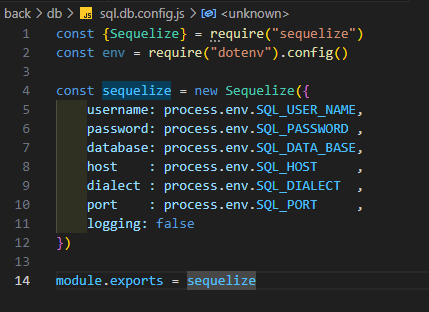 back > db > JS sql.db.config.js > <unknown>
1 const {Sequelize} = require("sequelize")
2 const env = require("dotenv").config()
3
4 const sequelize = new Sequelize({
5     username: process.env.SQL_USER_NAME,
6     password: process.env.SQL_PASSWORD ,
7     database: process.env.SQL_DATA_BASE,
8     host    : process.env.SQL_HOST     ,
9     dialect : process.env.SQL_DIALECT  ,
10     port    : process.env.SQL_PORT     ,
11     logging: false
12 })
13
14 module.exports = sequelize